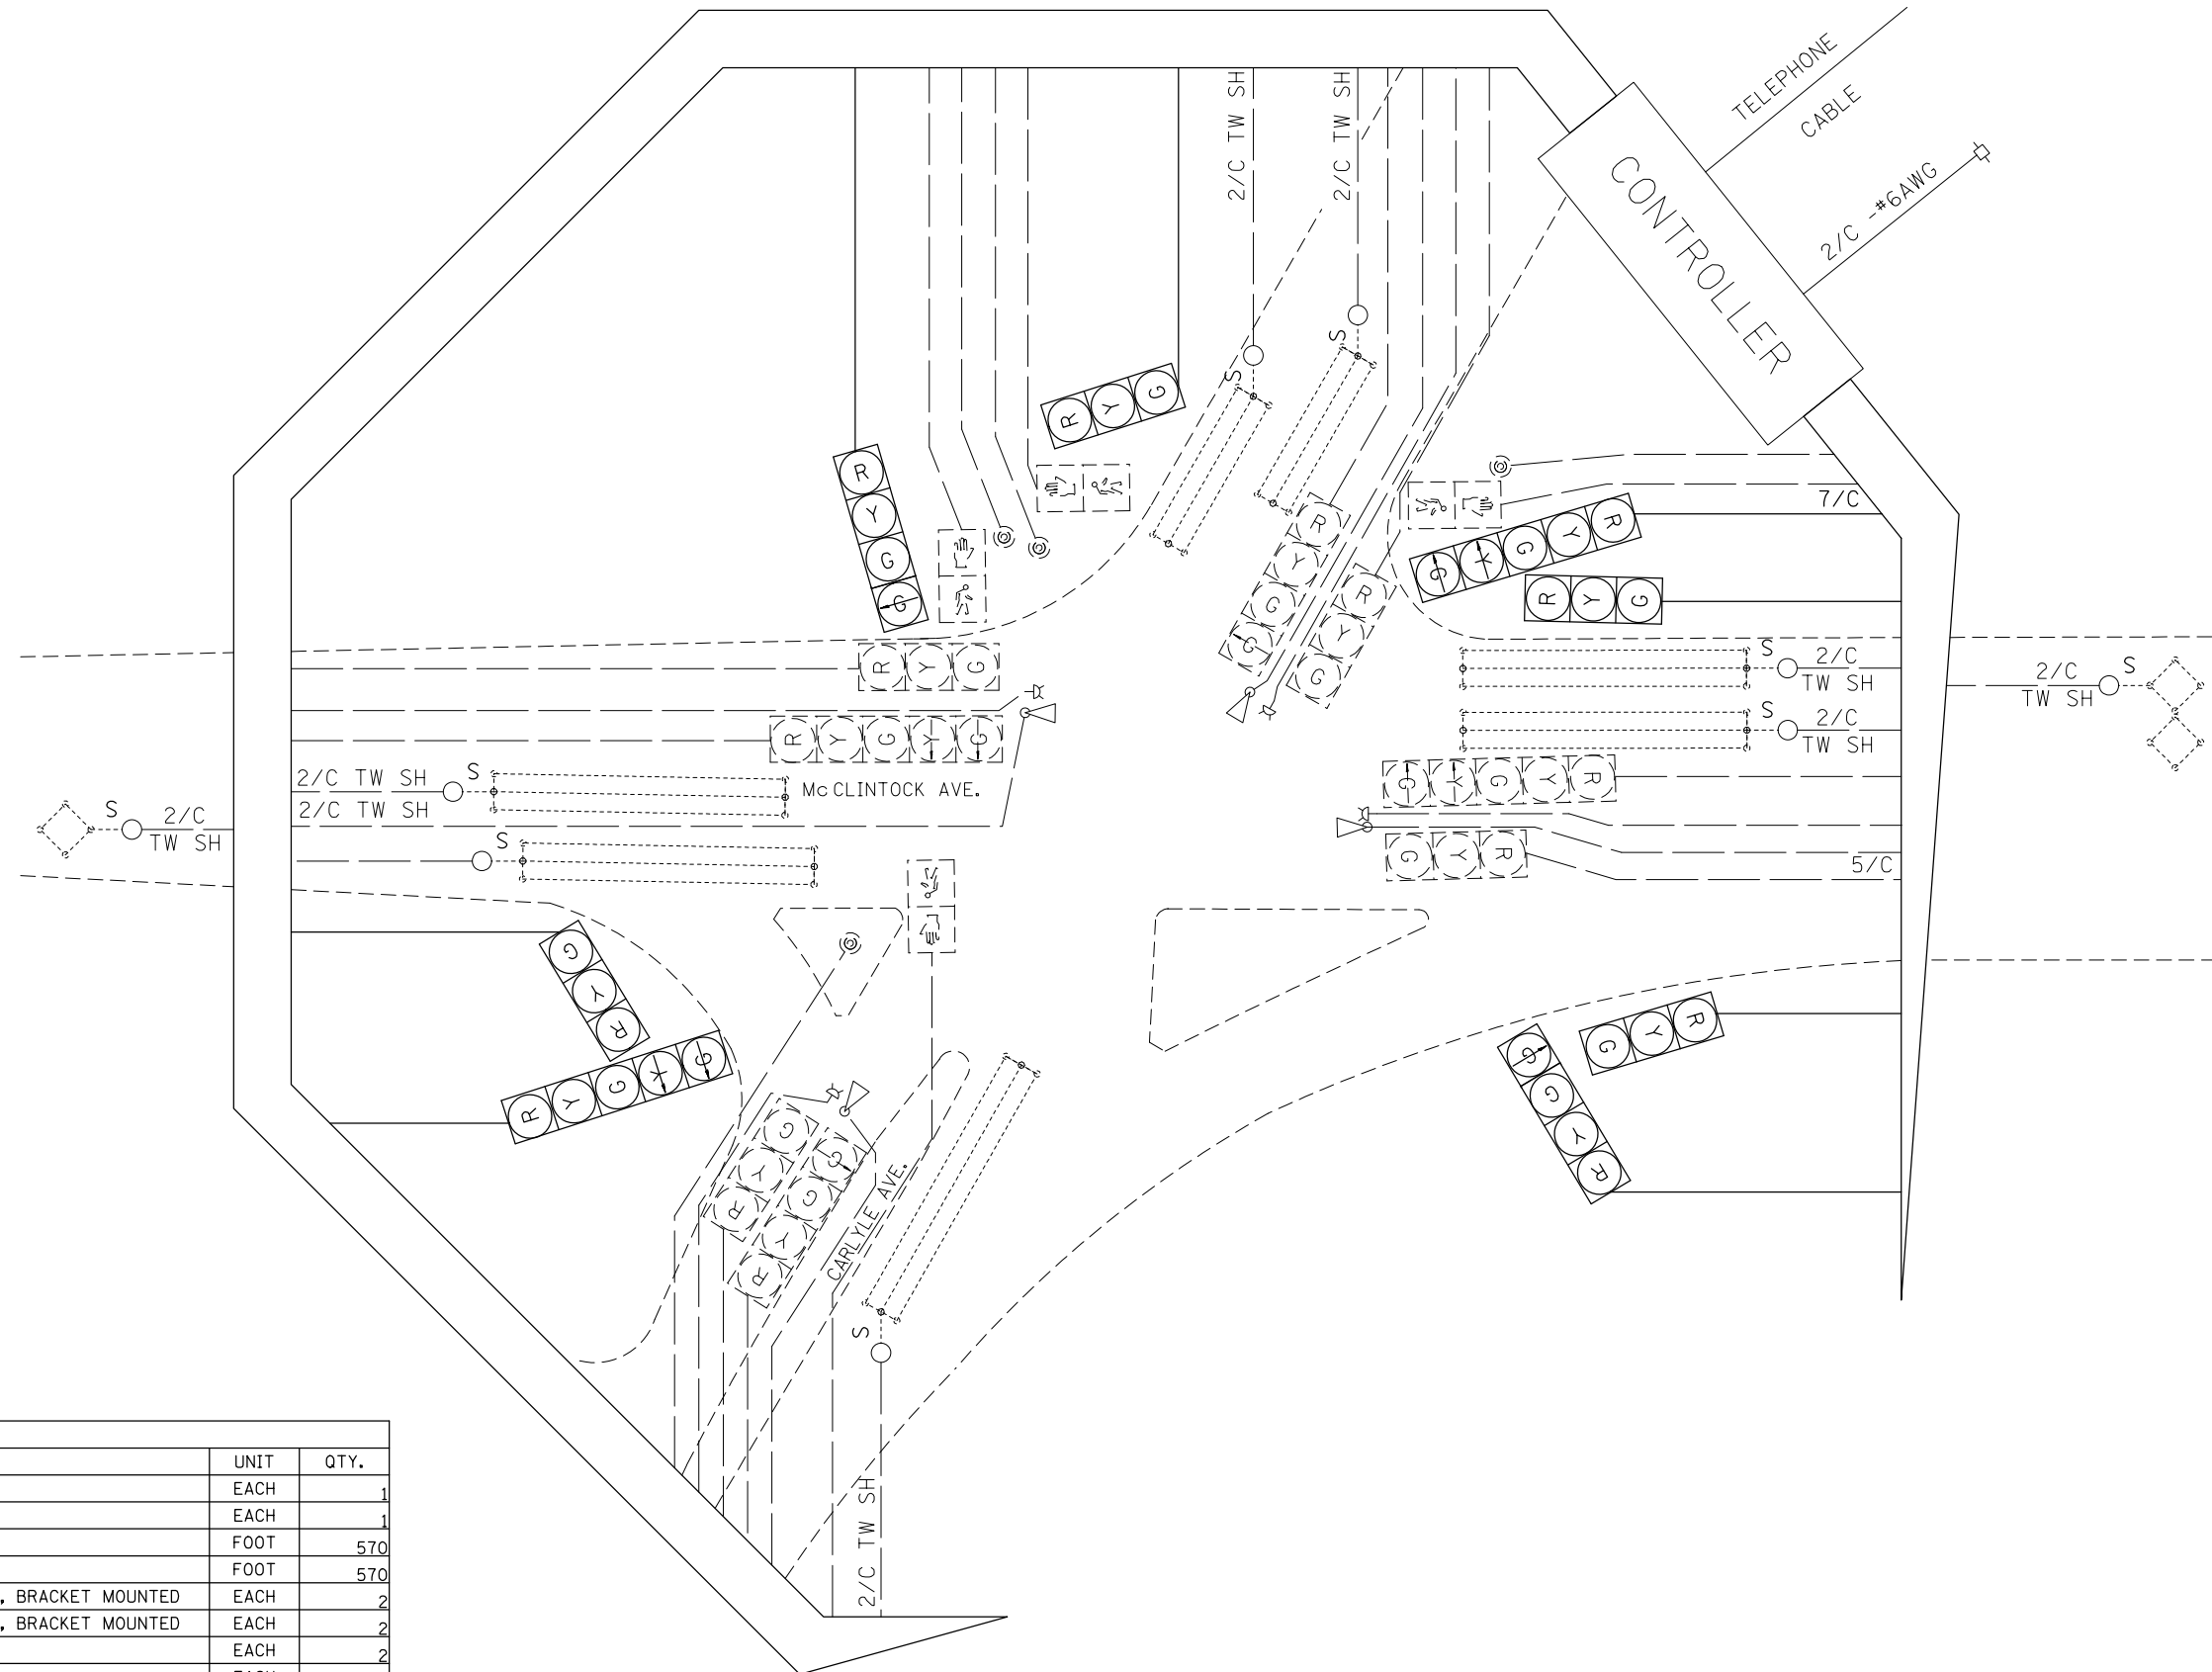 TELEPHONE
CABLE
2/C -#6AWG
CONTROLLER
2/C TW SH
2/C TW SH
S
S
R
Y
G
R
Y
G
G
7/C
R
Y
G
Y
G
R
Y
G
R
Y
G
G
R
Y
G
R Y G
R Y G Y G
S
2/C
TW SH
S
2/C
TW SH
2/C
TW SH
S
G Y G Y R
G Y R
5/C
2/C TW SH
S
McCLINTOCK AVE.
2/C TW SH
S
2/C
TW SH
S
G
Y
R
R
Y
G
Y
G
G
Y
R
G
G
Y
R
G
Y
R
G
G
Y
R
CARLYLE AVE.
S
2/C TW SH
UNIT QTY.
EACH 1
EACH 1
FOOT 570
FOOT 570
, BRACKET MOUNTED EACH 2
, BRACKET MOUNTED EACH 2
EACH 2